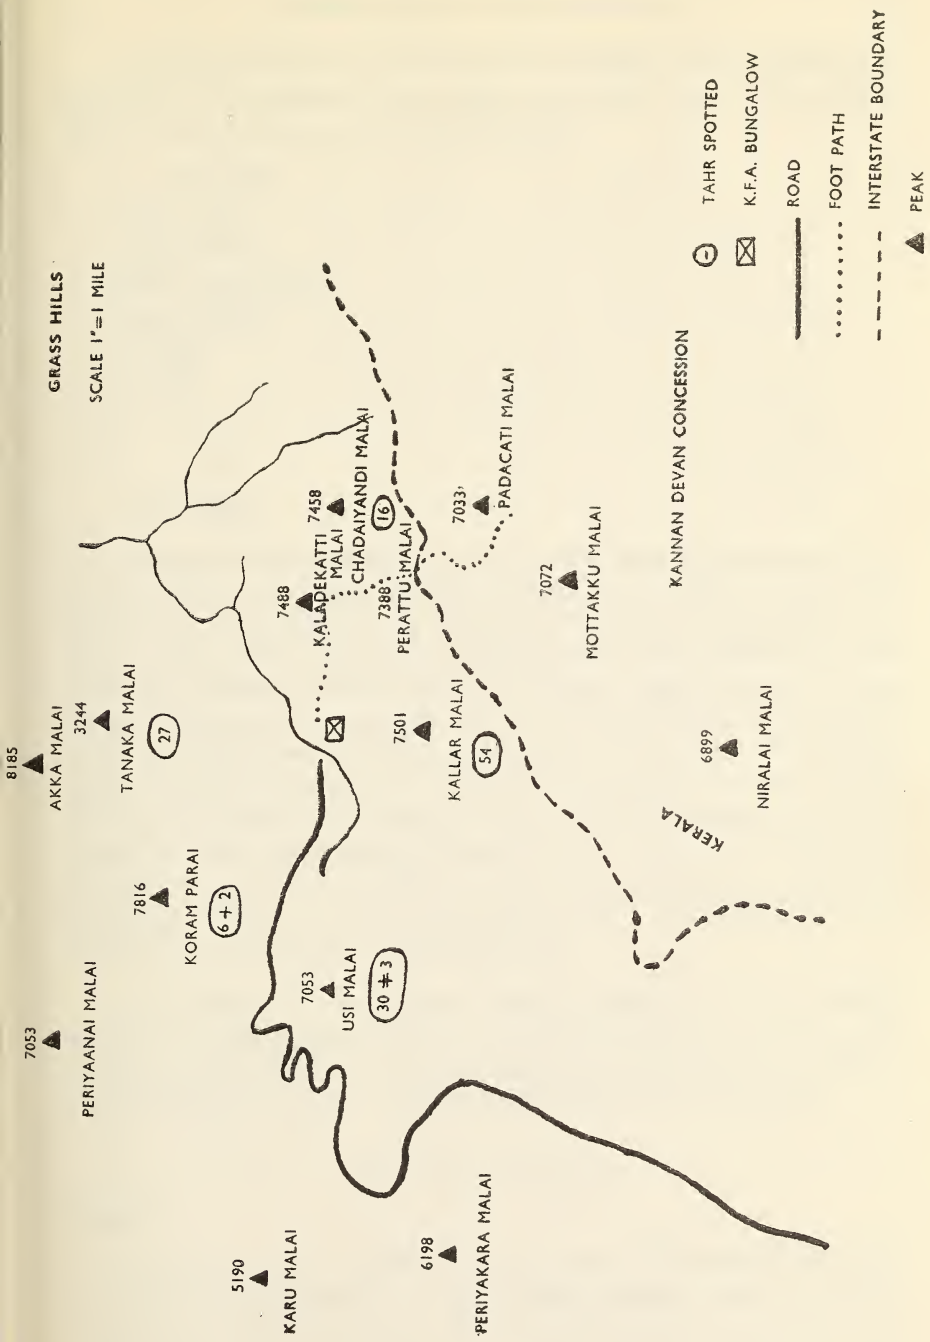 GRASS HILLS
SCALE 1"=1 MILE
8185
AKKA MALAI
3244
TANAKA MALAI
27
7053
PERIYAANAI MALAI
7816
KORAM PARAI
6+2
5190
KARU MALAI
7053
USI MALAI
30+3
7488
KALADEKATTI
MALAI
7458
CHADAIYANDI MALAI
16
7388
PERATTU MALAI
7501
KALLAR MALAI
54
6198
PERIYAKARA MALAI
7033
PADACATI MALAI
7072
MOTTAKKU MALAI
KANNAN DEVAN CONCESSION
KERALA
6899
NIRALAI MALAI
TAHR SPOTTED
K.F.A. BUNGALOW
ROAD
FOOT PATH
INTERSTATE BOUNDARY
PEAK